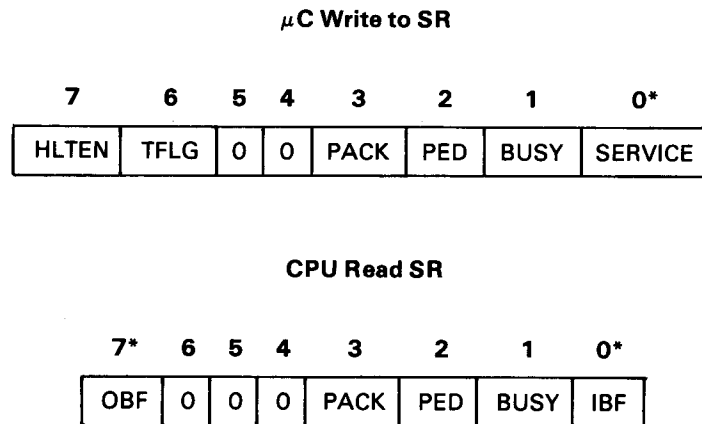 μC Write to SR
7 6 5 4 3 2 1 0*
HLTEN TFLG 0 0 PACK PED BUSY SERVICE
CPU Read SR
7* 6 5 4 3 2 1 0*
OBF 0 0 0 PACK PED BUSY IBF